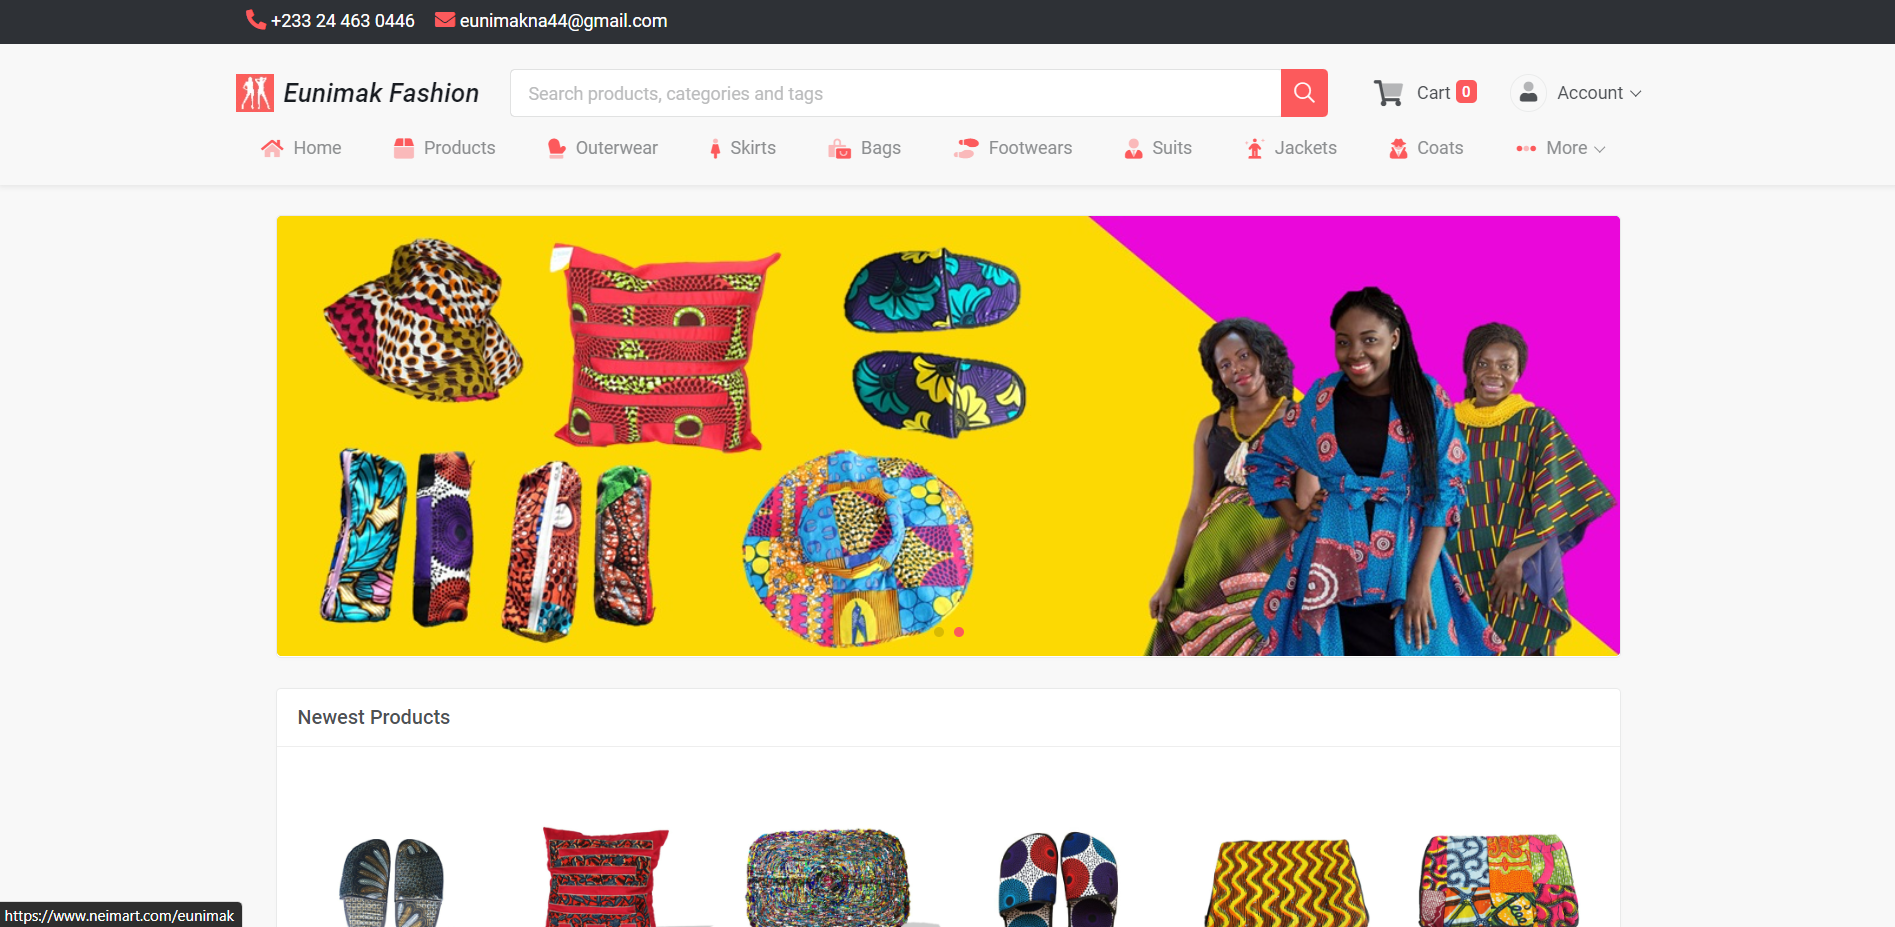 +233 24 463 0446 eunimakna44@gmail.com
Eunimak Fashion
Search products, categories and tags
Cart 0
Account
Home Products Outerwear Skirts Bags Footwears Suits Jackets Coats More
Newest Products
https://www.neimart.com/eunimak